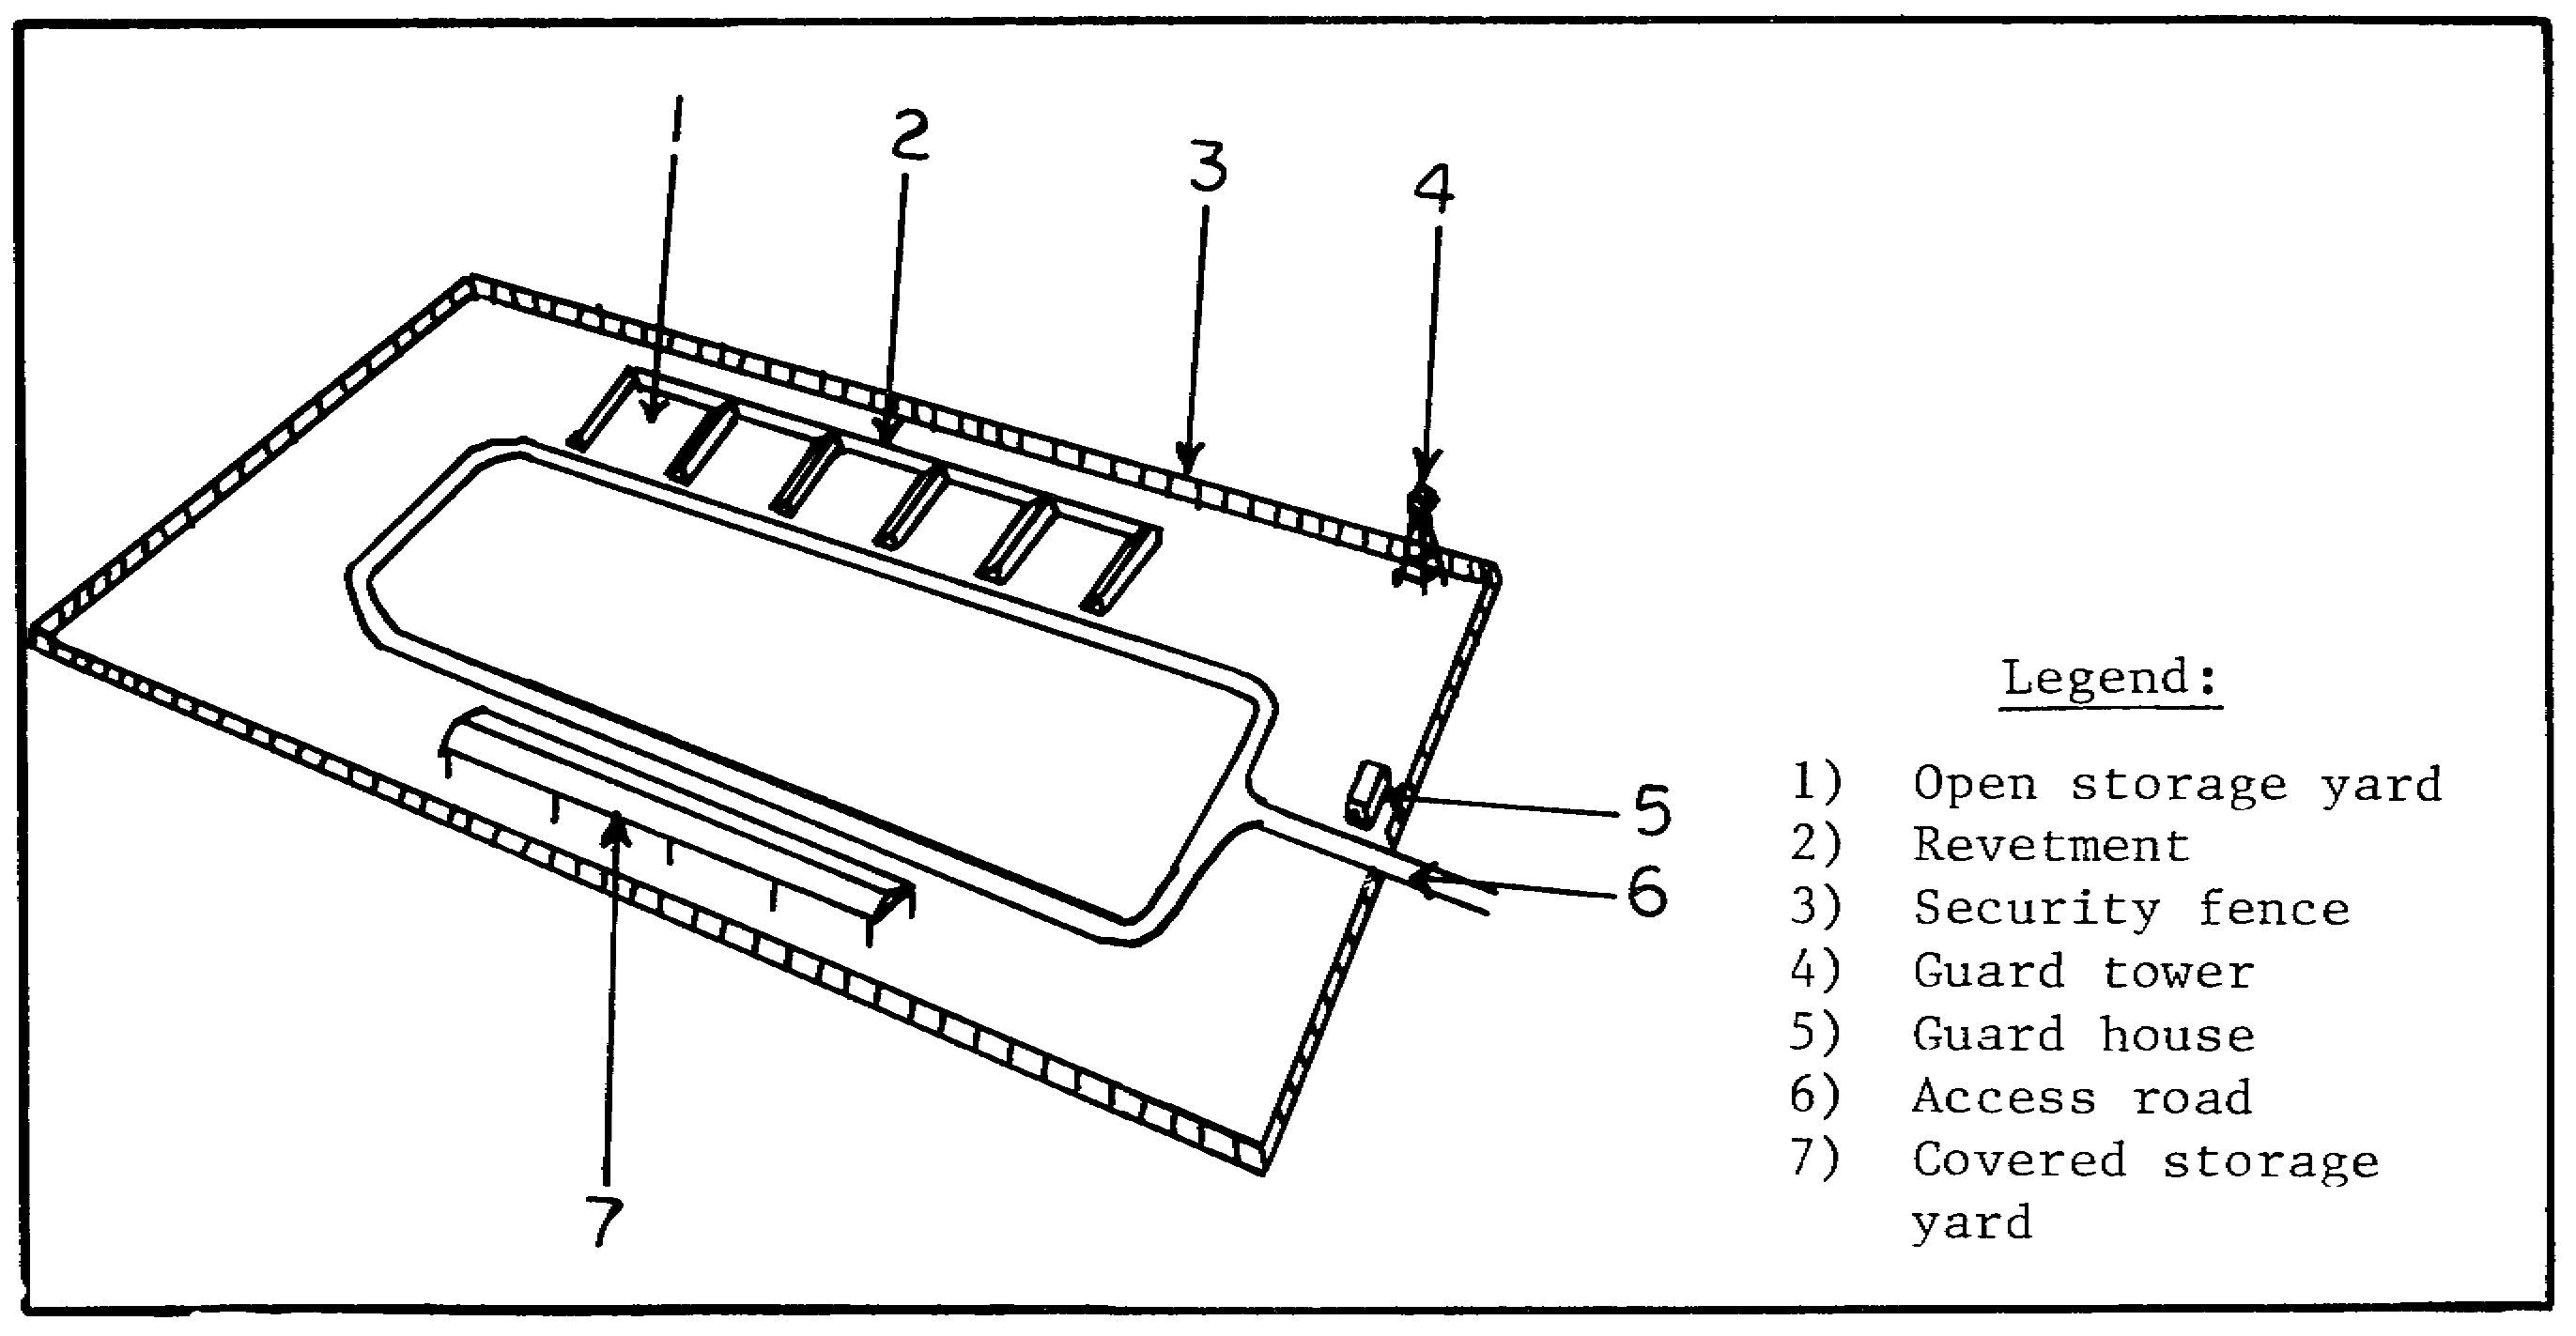 1
2
3
4
5
6
7
Legend:
1) Open storage yard
2) Revetment
3) Security fence
4) Guard tower
5) Guard house
6) Access road
7) Covered storage
yard